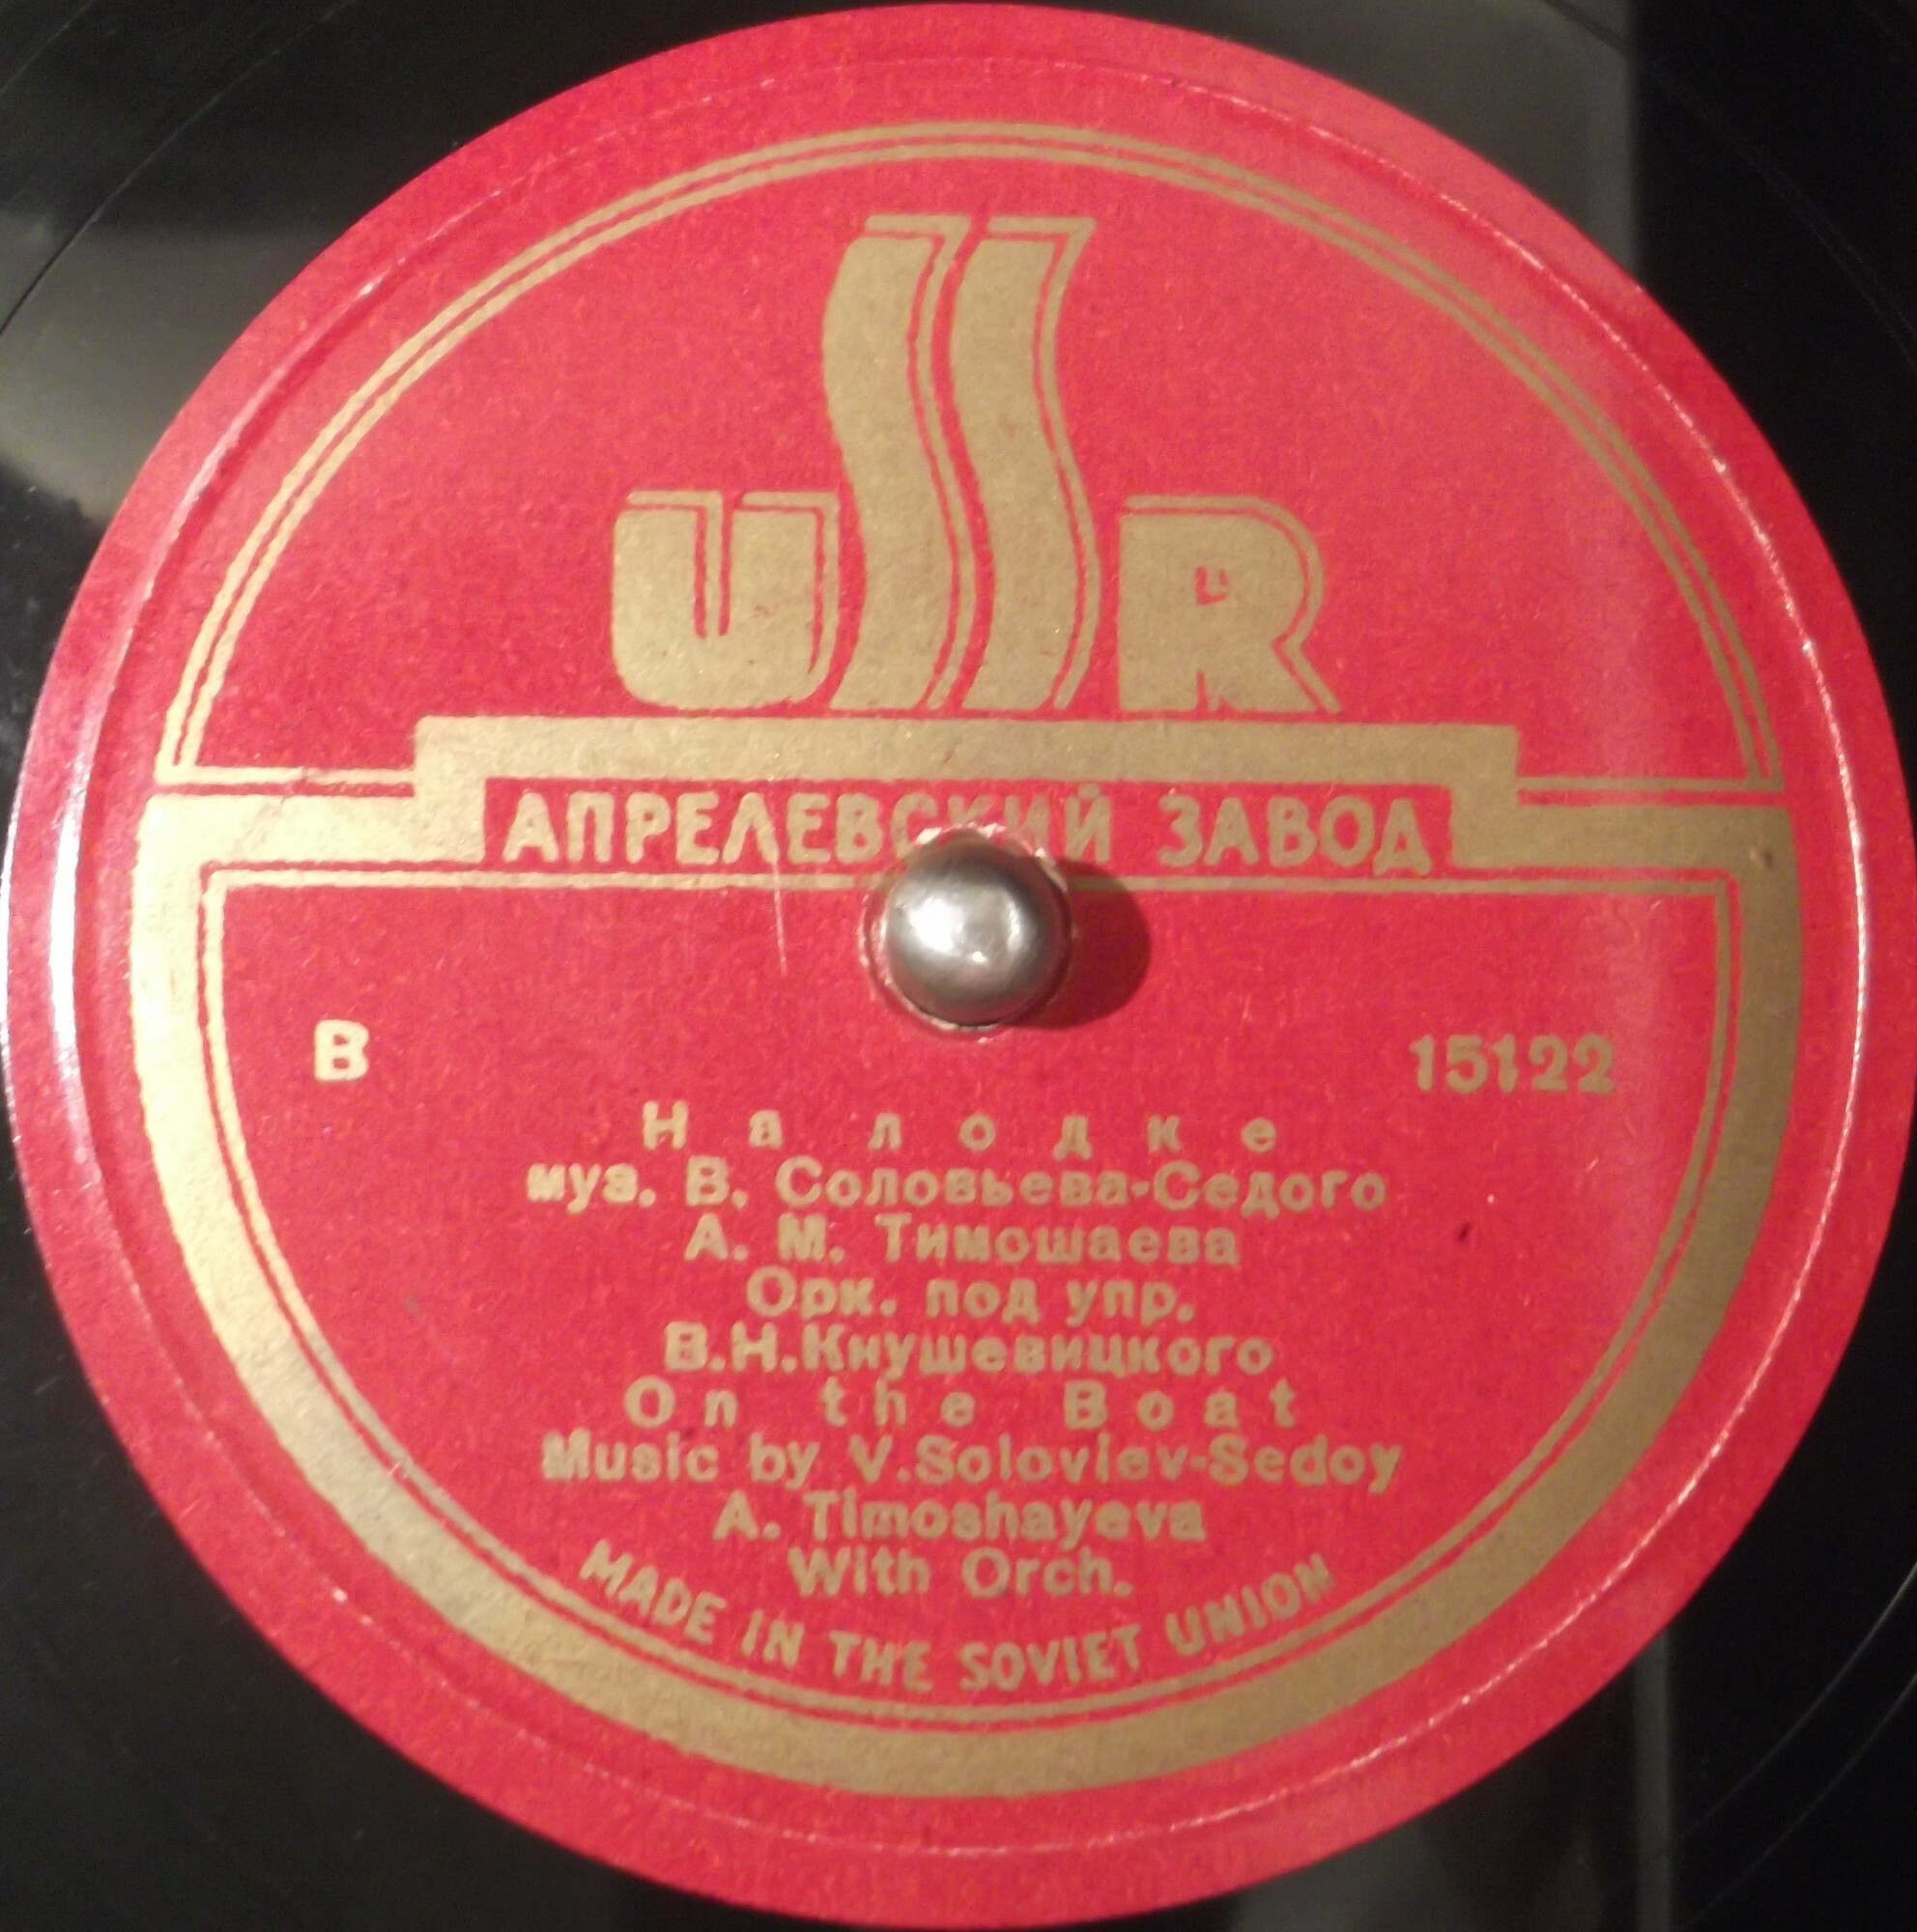 USSR
АПРЕЛЕВСКИЙ ЗАВОД
В 15122
На лодке
муз. В. Соловьева-Седого
А. М. Тимошаева
Орк. под упр.
В.Н.Кнушевицкого
On the Boat
Music by V.Soloviev-Sedoy
A. Timoshayeva
With Orch.
MADE IN THE SOVIET UNION